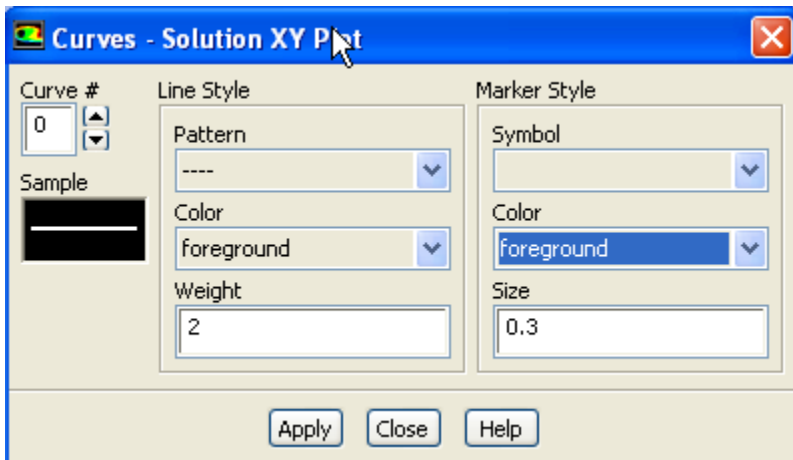 Curves - Solution XY Plot
Curve #
0
Sample
Line Style
Pattern
----
Color
foreground
Weight
2
Marker Style
Symbol
Color
foreground
Size
0.3
Apply Close Help